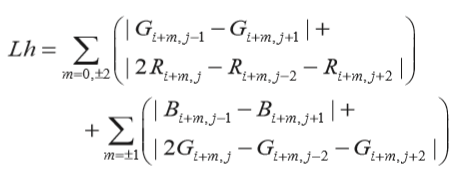 Lh = \sum_{m=0,\pm2} \left( \begin{array}{l} | G_{i+m,j-1} - G_{i+m,j+1} | + \\ | 2R_{i+m,j} - R_{i+m,j-2} - R_{i+m,j+2} | \end{array} \right)
+ \sum_{m=\pm1} \left( \begin{array}{l} | B_{i+m,j-1} - B_{i+m,j+1} | + \\ | 2G_{i+m,j} - G_{i+m,j-2} - G_{i+m,j+2} | \end{array} \right)